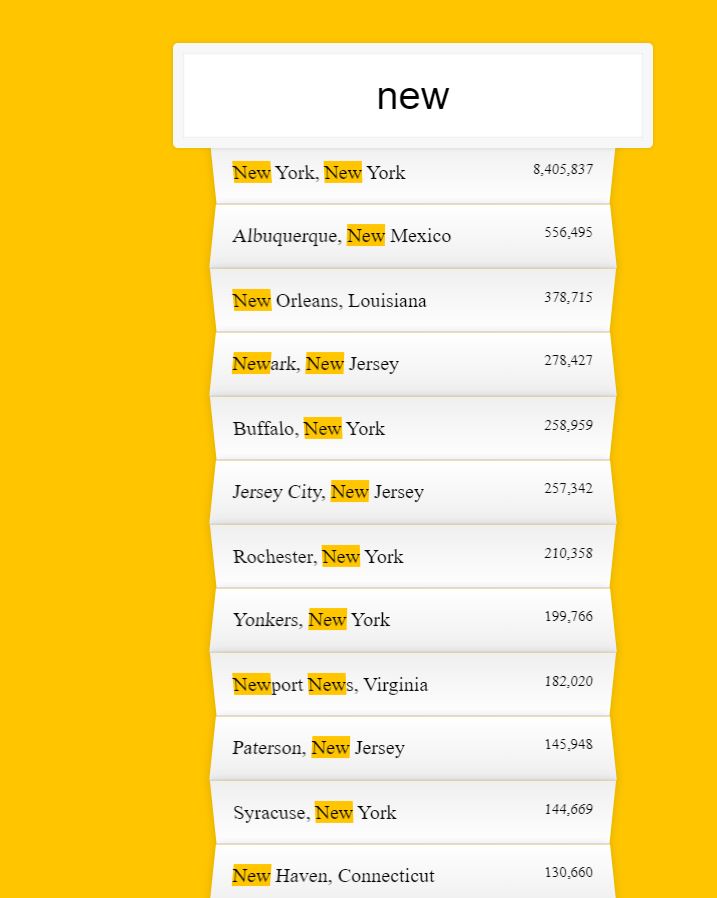 new
New York, New York 8,405,837
Albuquerque, New Mexico 556,495
New Orleans, Louisiana 378,715
Newark, New Jersey 278,427
Buffalo, New York 258,959
Jersey City, New Jersey 257,342
Rochester, New York 210,358
Yonkers, New York 199,766
Newport News, Virginia 182,020
Paterson, New Jersey 145,948
Syracuse, New York 144,669
New Haven, Connecticut 130,660